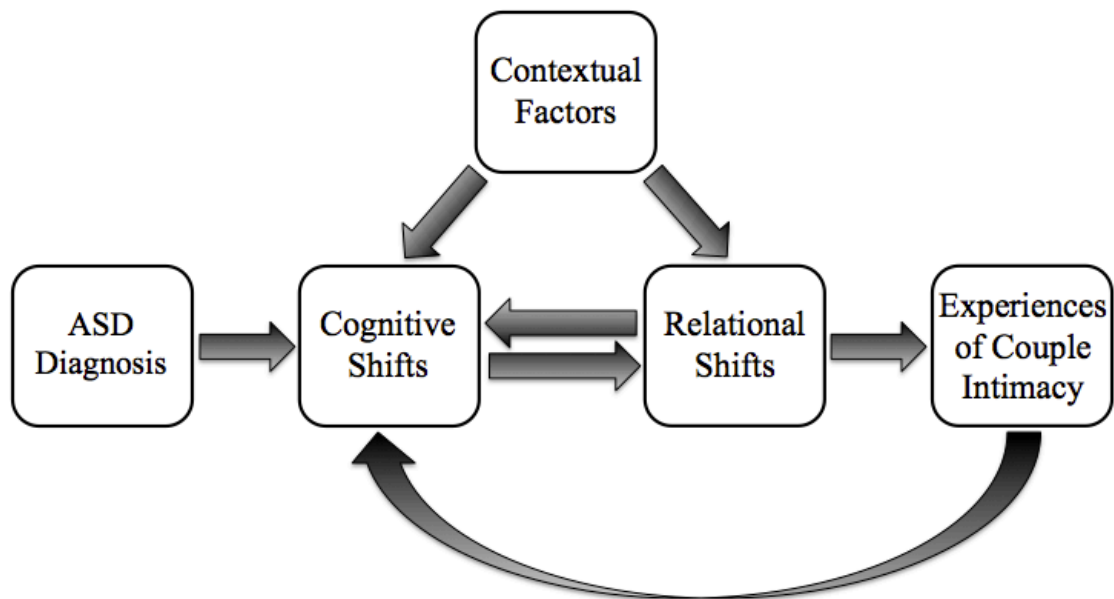 Contextual
Factors
ASD
Diagnosis
Cognitive
Shifts
Relational
Shifts
Experiences
of Couple
Intimacy